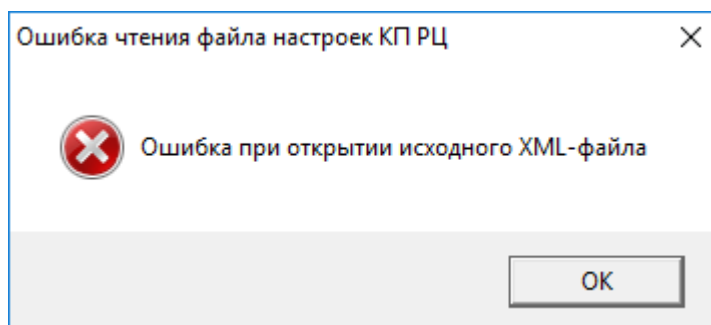 Ошибка чтения файла настроек КП РЦ
Ошибка при открытии исходного XML-файла
OK